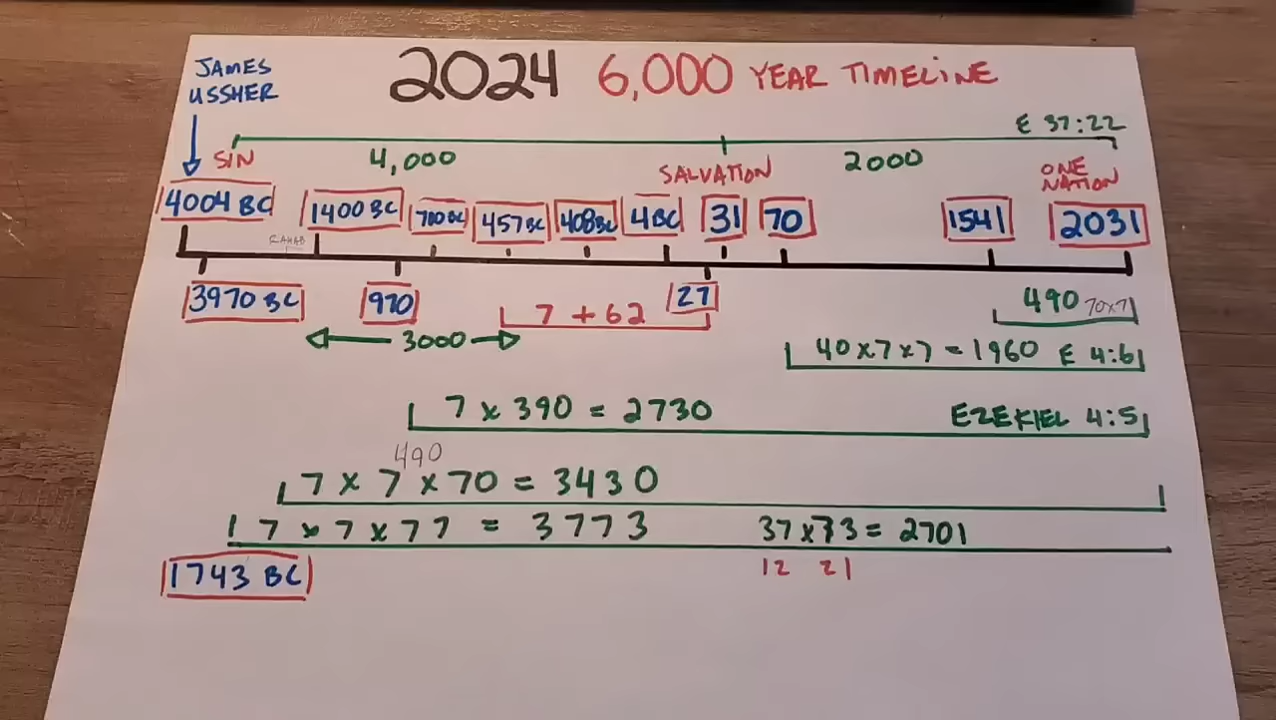 JAMES
USSHER
2024 6,000 YEAR TIMELINE
E 37:22
SIN 4,000 SALVATION 2000 ONE
NATION
4004 BC 1400 BC 700 BC 457 BC 408 BC 4 BC 31 70 1541 2031
3970 BC 970 7 + 62 27 490 70x7
3000
40 x 7 x 7 = 1960 E 4:6
7 x 390 = 2730 EZEKIEL 4:5
490
7 x 7 x 70 = 3430
7 x 7 x 77 = 3773 37 x 73 = 2701
1743 BC 12 21